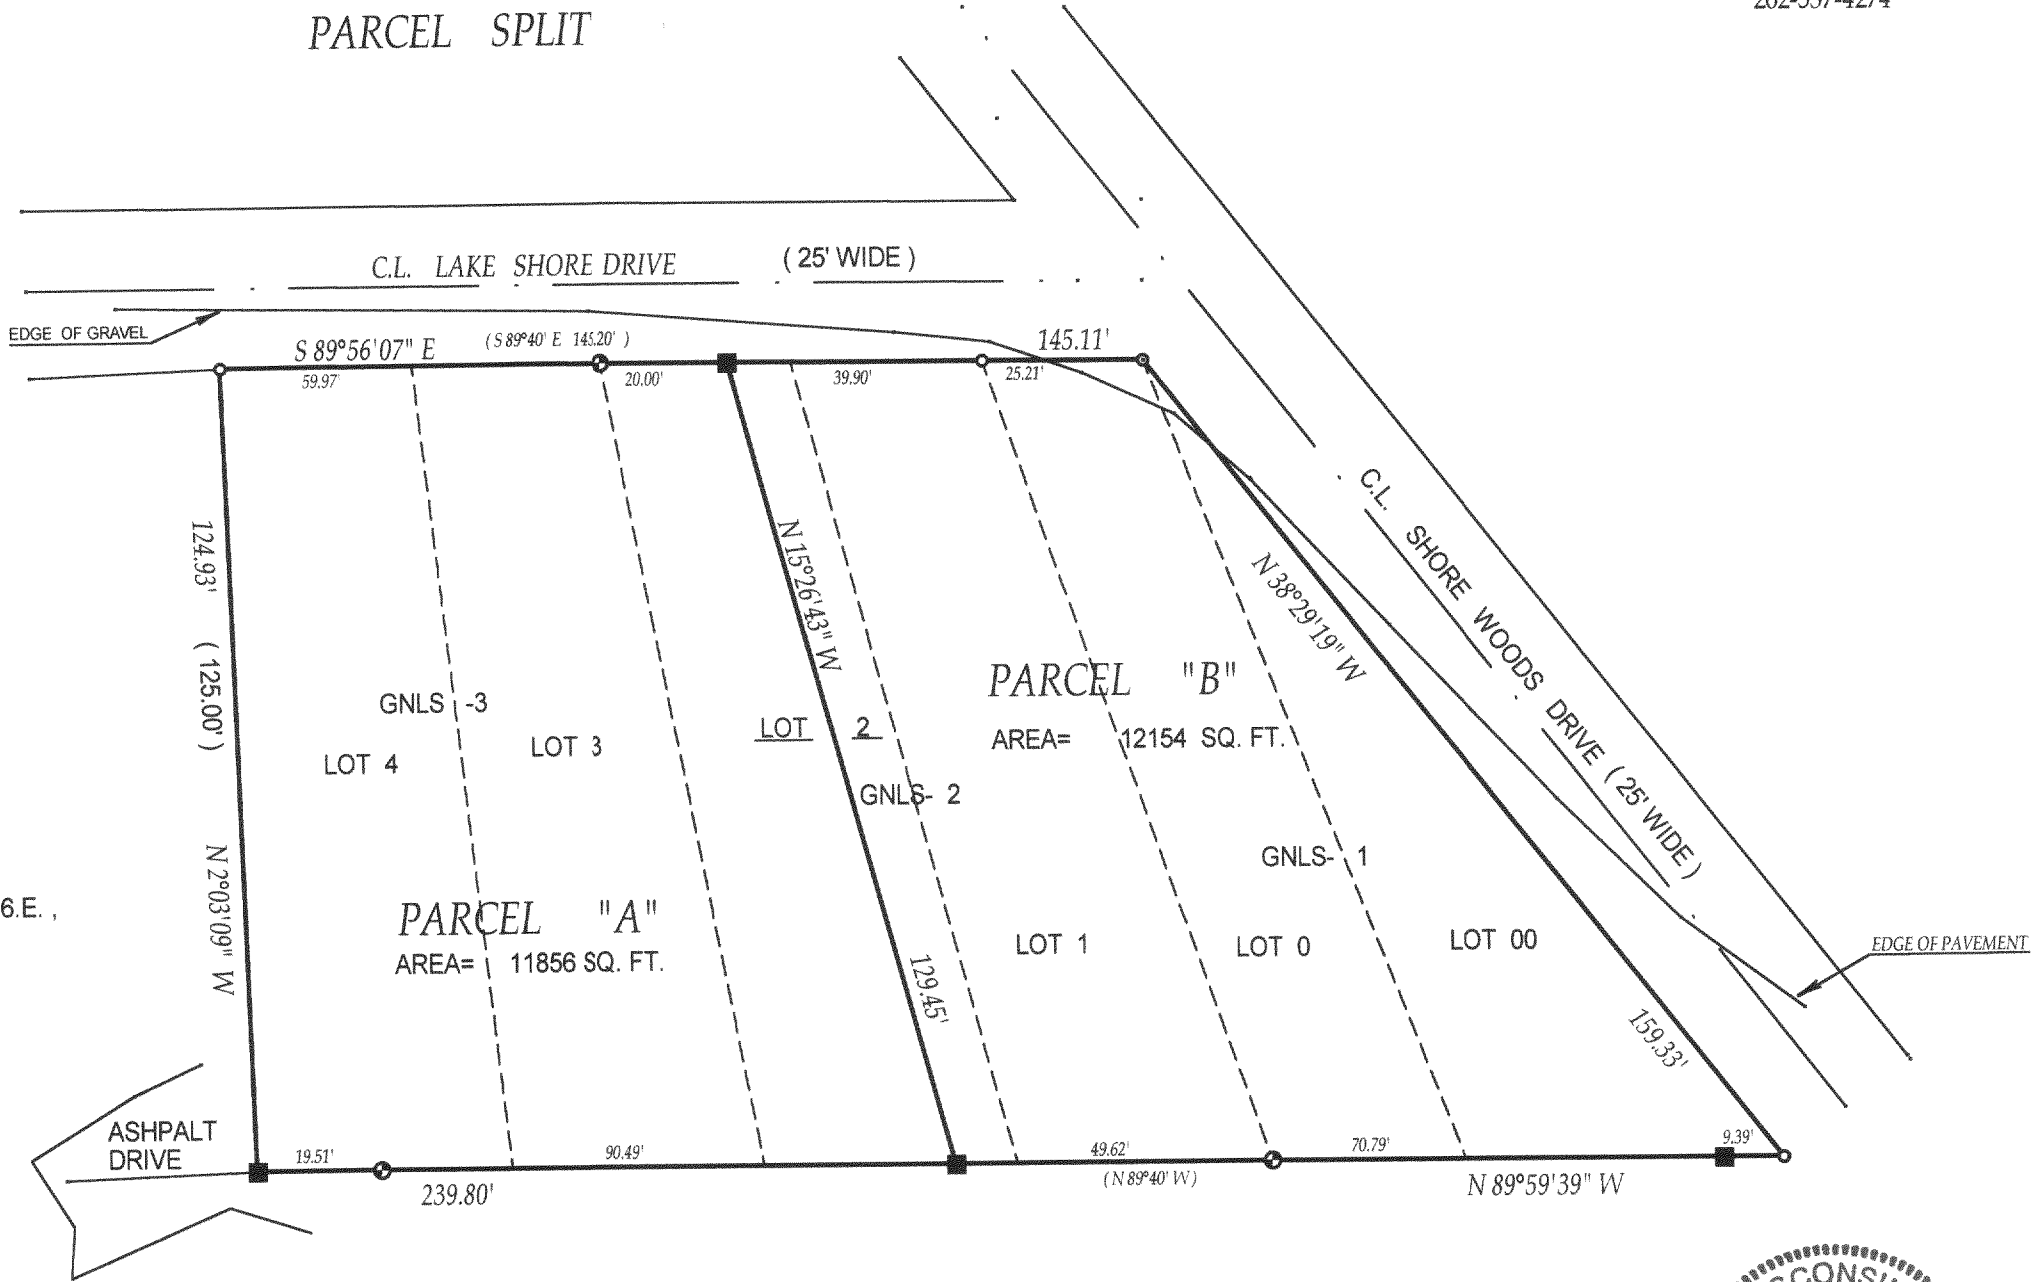 PARCEL SPLIT
C.L. LAKE SHORE DRIVE ( 25' WIDE )
EDGE OF GRAVEL
S 89°56'07" E
( S 89°40' E 145.20' )
145.11'
59.97'
20.00'
39.90'
25.21'
124.93' ( 125.00' ) N 2°03'09" W
N 15°26'43" W
129.45'
C.L. SHORE WOODS DRIVE ( 25' WIDE )
N 38°29'19" W
159.33'
PARCEL "B"
AREA= 12154 SQ. FT.
GNLS -3
LOT 4
LOT 3
LOT 2
GNLS- 2
GNLS- 1
PARCEL "A"
AREA= 11856 SQ. FT.
LOT 1
LOT 0
LOT 00
6.E. ,
EDGE OF PAVEMENT
ASHPALT
DRIVE
19.51'
90.49'
49.62'
70.79'
9.39'
239.80'
( N 89°40' W )
N 89°59'39" W